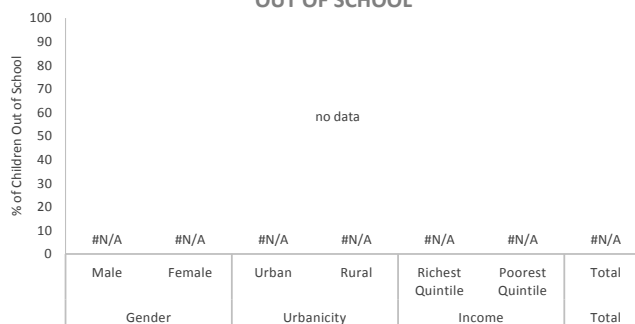 OUT OF SCHOOL
% of Children Out of School
100
90
80
70
60
50
40
30
20
10
0
no data
#N/A #N/A #N/A #N/A #N/A #N/A #N/A
Male Female Urban Rural Richest Quintile Poorest Quintile Total
Gender Urbanicity Income Total